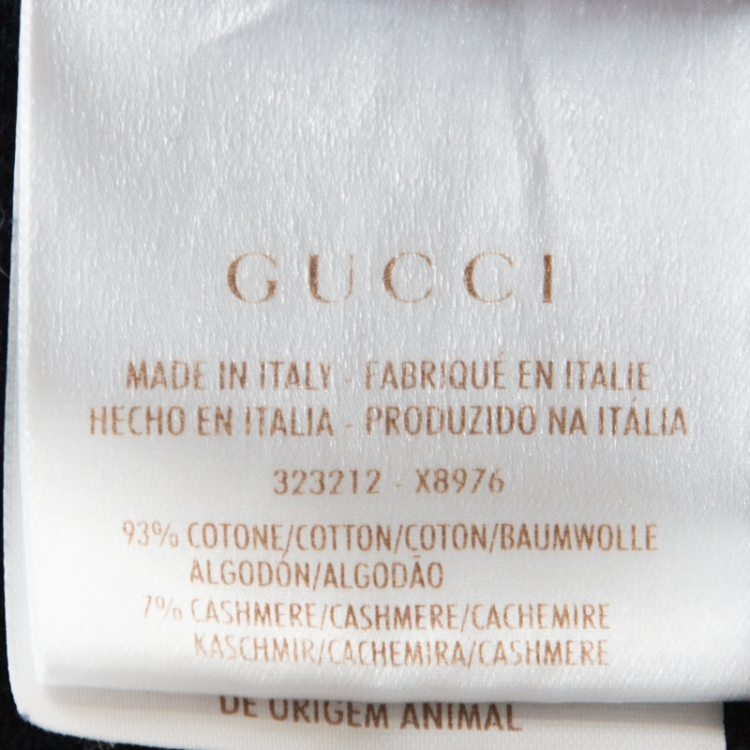 GUCCI
MADE IN ITALY - FABRIQUÉ EN ITALIE
HECHO EN ITALIA - PRODUZIDO NA ITÁLIA
323212 - X8976
93% COTONE/COTTON/COTON/BAUMWOLLE
ALGODÓN/ALGODÃO
7% CASHMERE/CASHMERE/CACHEMIRE
KASCHMIR/CACHEMIRA/CASHMERE
DE ORIGEM ANIMAL